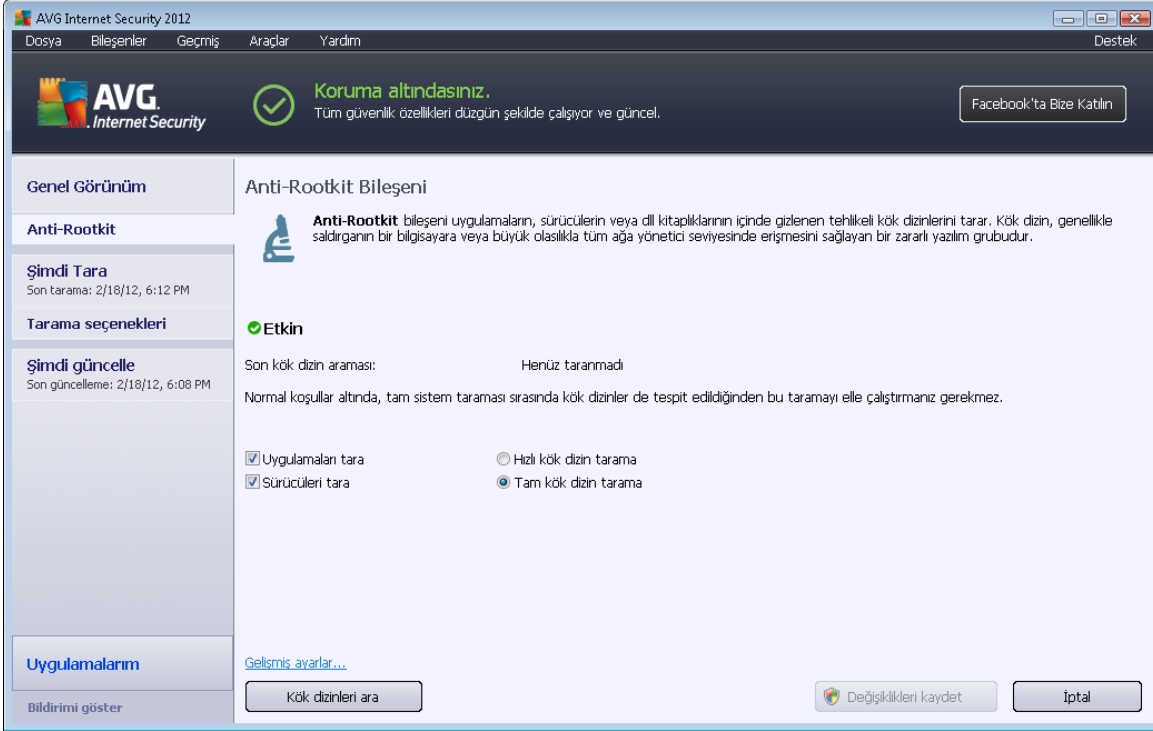 AVG Internet Security 2012
Dosya Bileşenler Geçmiş Araçlar Yardım Destek
AVG.
Internet Security
Koruma altındasınız.
Tüm güvenlik özellikleri düzgün şekilde çalışıyor ve güncel.
Facebook'ta Bize Katılın
Genel Görünüm
Anti-Rootkit
Şimdi Tara
Son tarama: 2/18/12, 6:12 PM
Tarama seçenekleri
Şimdi güncelle
Son güncelleme: 2/18/12, 6:08 PM
Uygulamalarım
Bildirimi göster
Anti-Rootkit Bileşeni
Anti-Rootkit bileşeni uygulamaların, sürücülerin veya dll kitaplıklarının içinde gizlenen tehlikeli kök dizinlerini tarar. Kök dizin, genellikle
saldırganın bir bilgisayara veya büyük olasılıkla tüm ağa yönetici seviyesinde erişmesini sağlayan bir zararlı yazılım grubudur.
Etkin
Son kök dizin araması: Henüz taranmadı
Normal koşullar altında, tam sistem taraması sırasında kök dizinler de tespit edildiğinden bu taramayı elle çalıştırmanız gerekmez.
Uygulamaları tara Hızlı kök dizin tarama
Sürücüleri tara Tam kök dizin tarama
Gelişmiş ayarlar...
Kök dizinleri ara Değişiklikleri kaydet İptal